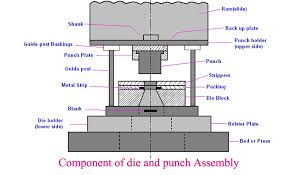 Ram(slide)
Shank
Back up plate
Guide post Bushings
Punch holder
(upper side)
Punch Plate
Guide post
Punch
Strippers
Metal Strip
Packing
Die Block
Blank
Die holder
(lower side)
Bolster Plate
Bed or Press
Component of die and punch Assembly